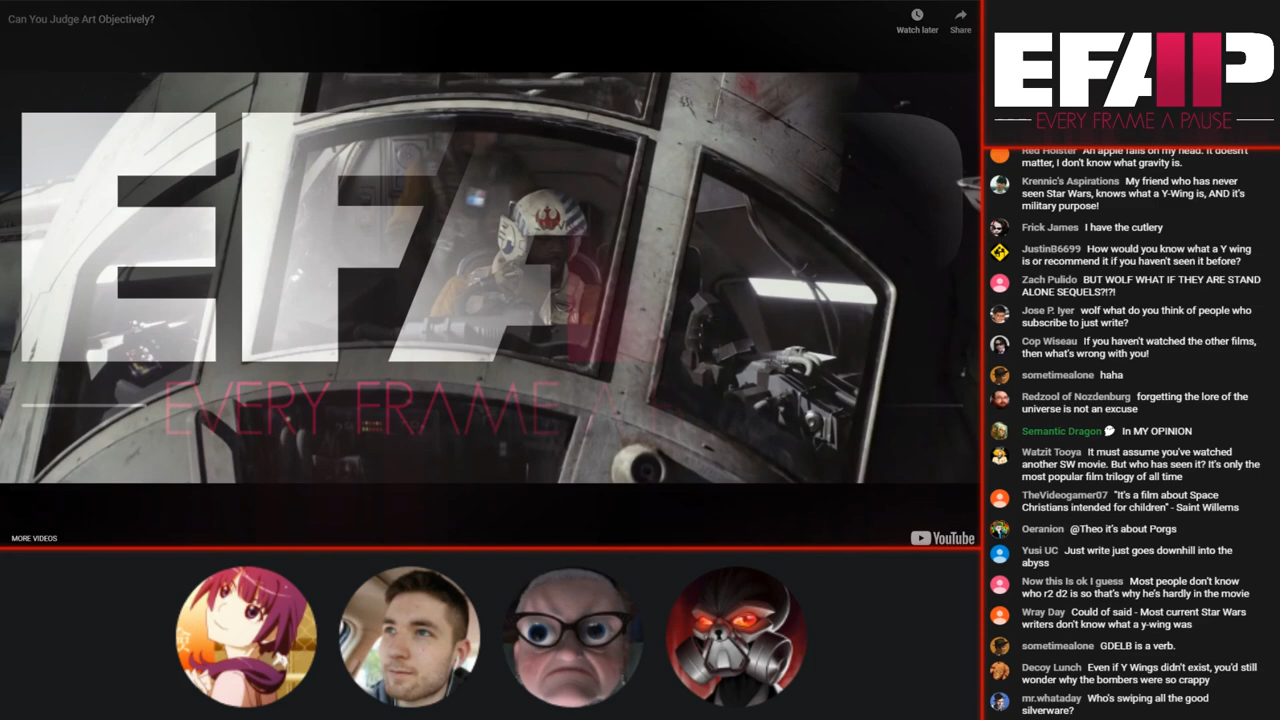 Can You Judge Art Objectively?
Watch later
Share
EFA
EVERY FRAME A
MORE VIDEOS
YouTube
EFAP
EVERY FRAME A PAUSE
Red Holster An apple falls on my head. It doesn't
matter, I don't know what gravity is.
Krennic's Aspirations My friend who has never
seen Star Wars, knows what a Y-Wing is, AND it's
military purpose!
Frick James I have the cutlery
JustinB6699 How would you know what a Y wing
is or recommend it if you haven't seen it before?
Zach Pulido BUT WOLF WHAT IF THEY ARE STAND
ALONE SEQUELS?!?!
Jose P. Iyer wolf what do you think of people who
subscribe to just write?
Cop Wiseau If you haven't watched the other films,
then what's wrong with you!
sometimealone haha
Redzool of Nozdenburg forgetting the lore of the
universe is not an excuse
Semantic Dragon In MY OPINION
Watzit Tooya It must assume you've watched
another SW movie. But who has seen it? It's only the
most popular film trilogy of all time
TheVideogamer07 "It's a film about Space
Christians intended for children" - Saint Willems
Oeranion @Theo it's about Porgs
Yusi UC Just write just goes downhill into the
abyss
Now this Is ok I guess Most people don't know
who r2 d2 is so that's why he's hardly in the movie
Wray Day Could of said - Most current Star Wars
writers don't know what a y-wing was
sometimealone GDELB is a verb.
Decoy Lunch Even if Y Wings didn't exist, you'd still
wonder why the bombers were so crappy
mr.whataday Who's swiping all the good
silverware?